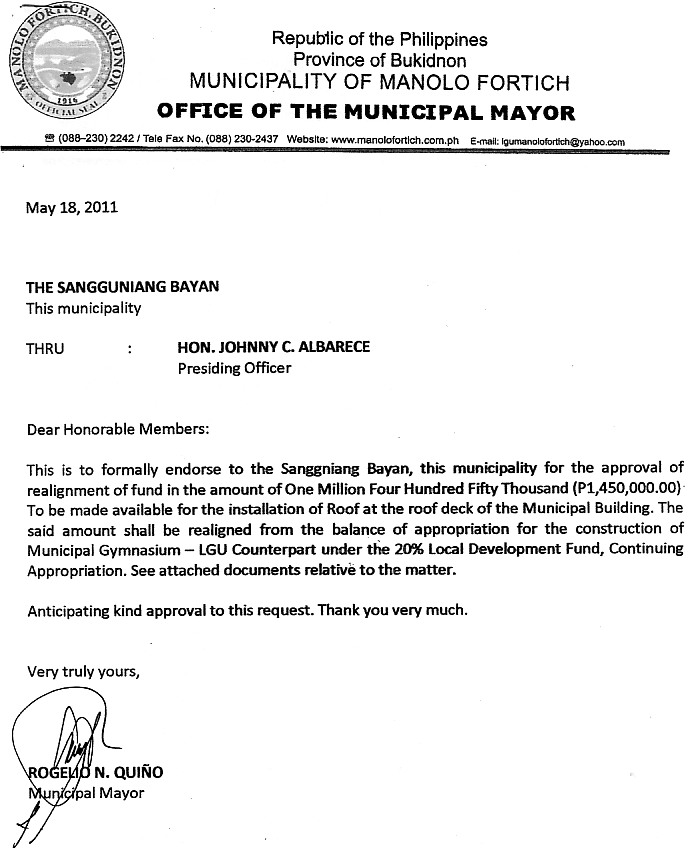 MANOLO FORTICH, BUKIDNON
1916
OFFICIAL SEAL
Republic of the Philippines
Province of Bukidnon
MUNICIPALITY OF MANOLO FORTICH
OFFICE OF THE MUNICIPAL MAYOR
☎ (088–230) 2242 / Tele Fax No. (088) 230-2437 Website: www.manolofortich.com.ph E-mail: lgumanolofortich@yahoo.com
May 18, 2011
THE SANGGUNIANG BAYAN
This municipality
THRU : HON. JOHNNY C. ALBARECE
Presiding Officer
Dear Honorable Members:
This is to formally endorse to the Sanggniang Bayan, this municipality for the approval of
realignment of fund in the amount of One Million Four Hundred Fifty Thousand (P1,450,000.00)
To be made available for the installation of Roof at the roof deck of the Municipal Building. The
said amount shall be realigned from the balance of appropriation for the construction of
Municipal Gymnasium – LGU Counterpart under the 20% Local Development Fund, Continuing
Appropriation. See attached documents relative to the matter.
Anticipating kind approval to this request. Thank you very much.
Very truly yours,
ROGELIO N. QUIÑO
Municipal Mayor